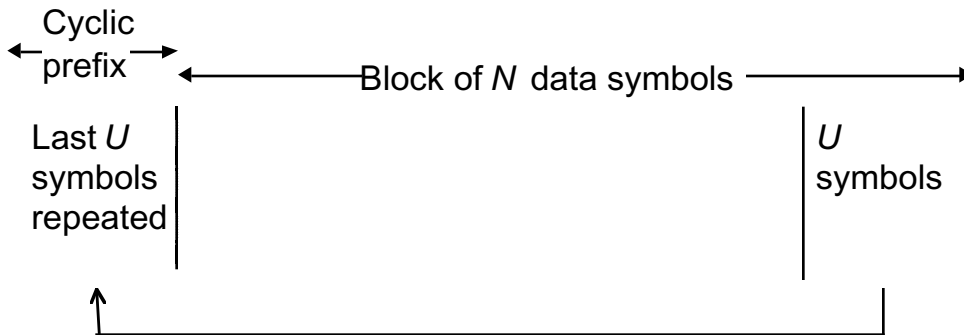 Cyclic
prefix
Block of N data symbols
Last U
symbols
repeated
U
symbols